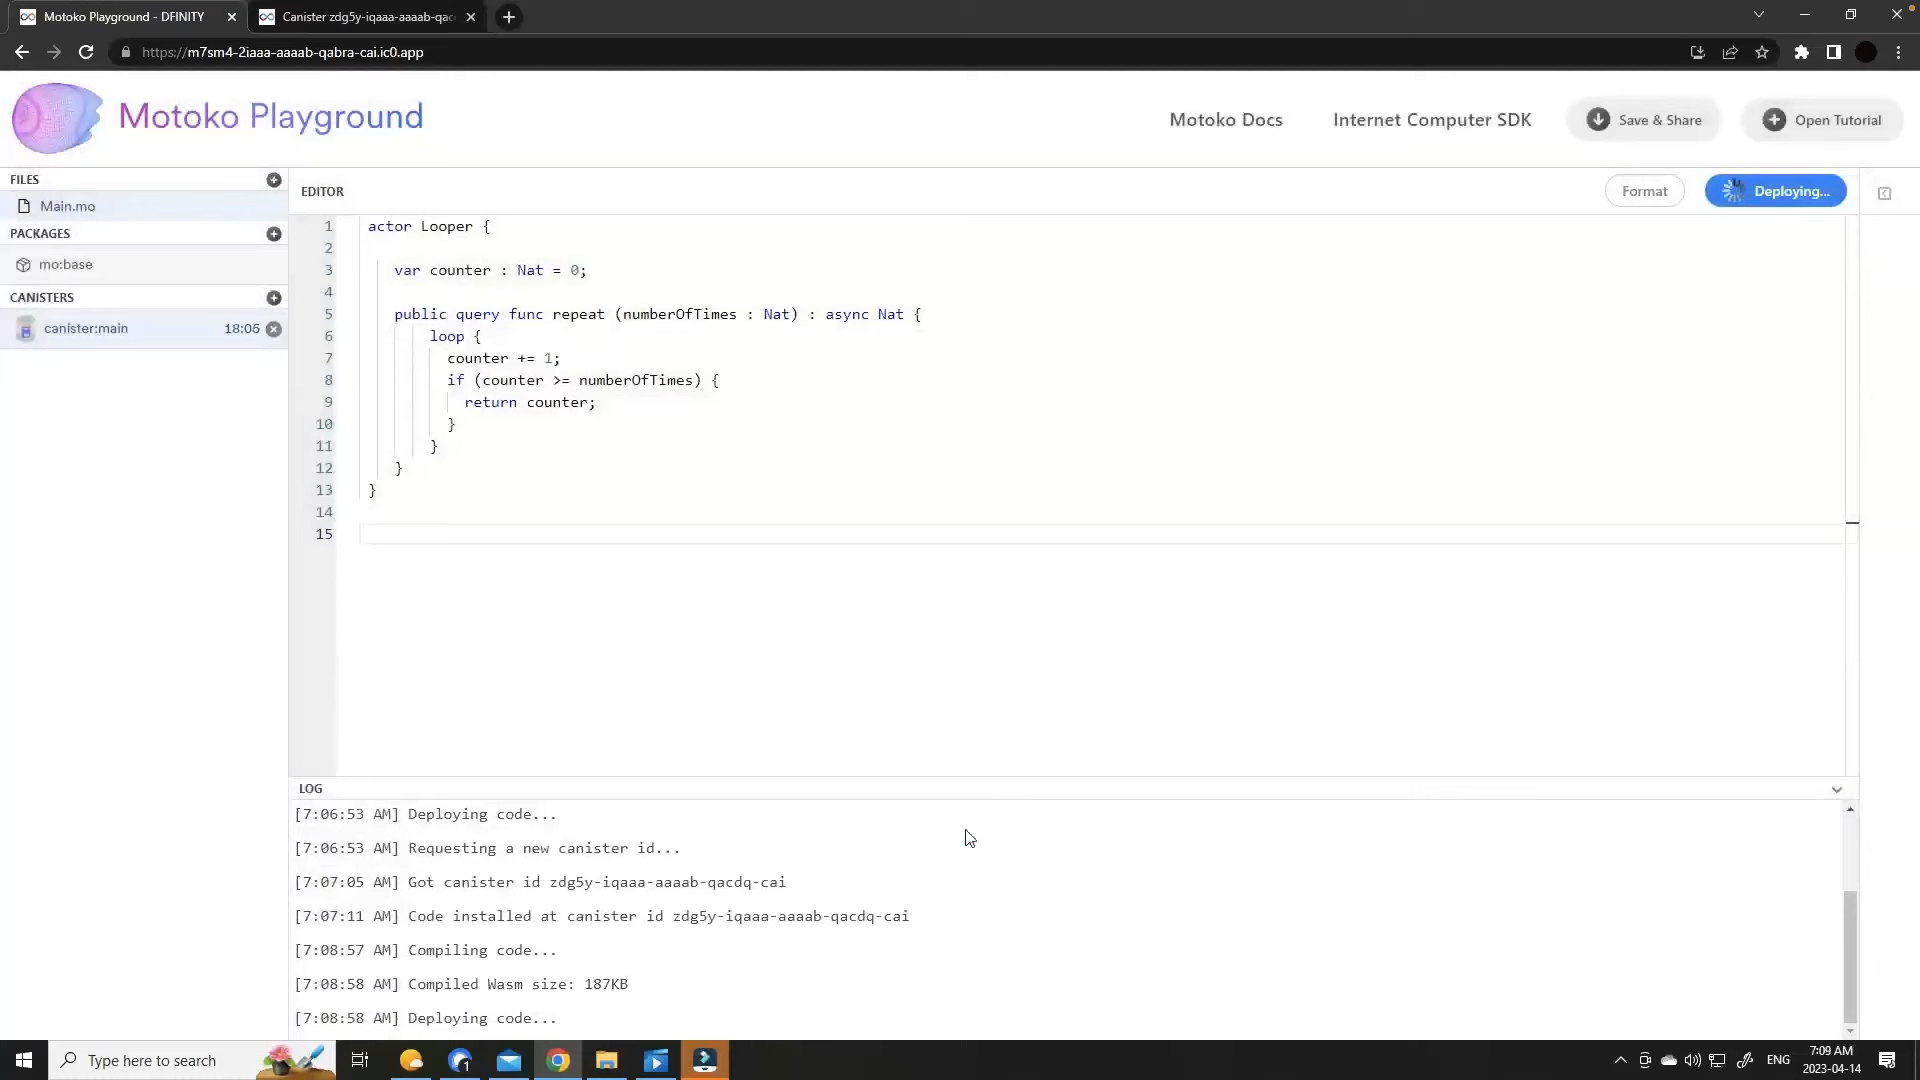 Motoko Playground - DFINITY
Canister zdg5y-iqaaa-aaaab-qac
https://m7sm4-2iaaa-aaaab-qabra-cai.ic0.app
Motoko Playground
Motoko Docs
Internet Computer SDK
Save & Share
Open Tutorial
FILES
Main.mo
PACKAGES
mo:base
CANISTERS
canister:main 18:05
EDITOR
Format
Deploying...
1 actor Looper {
2
3 var counter : Nat = 0;
4
5 public query func repeat (numberOfTimes : Nat) : async Nat {
6 loop {
7 counter += 1;
8 if (counter >= numberOfTimes) {
9 return counter;
10 }
11 }
12 }
13 }
14
15
LOG
[7:06:53 AM] Deploying code...
[7:06:53 AM] Requesting a new canister id...
[7:07:05 AM] Got canister id zdg5y-iqaaa-aaaab-qacdq-cai
[7:07:11 AM] Code installed at canister id zdg5y-iqaaa-aaaab-qacdq-cai
[7:08:57 AM] Compiling code...
[7:08:58 AM] Compiled Wasm size: 187KB
[7:08:58 AM] Deploying code...
Type here to search
ENG
7:09 AM
2023-04-14